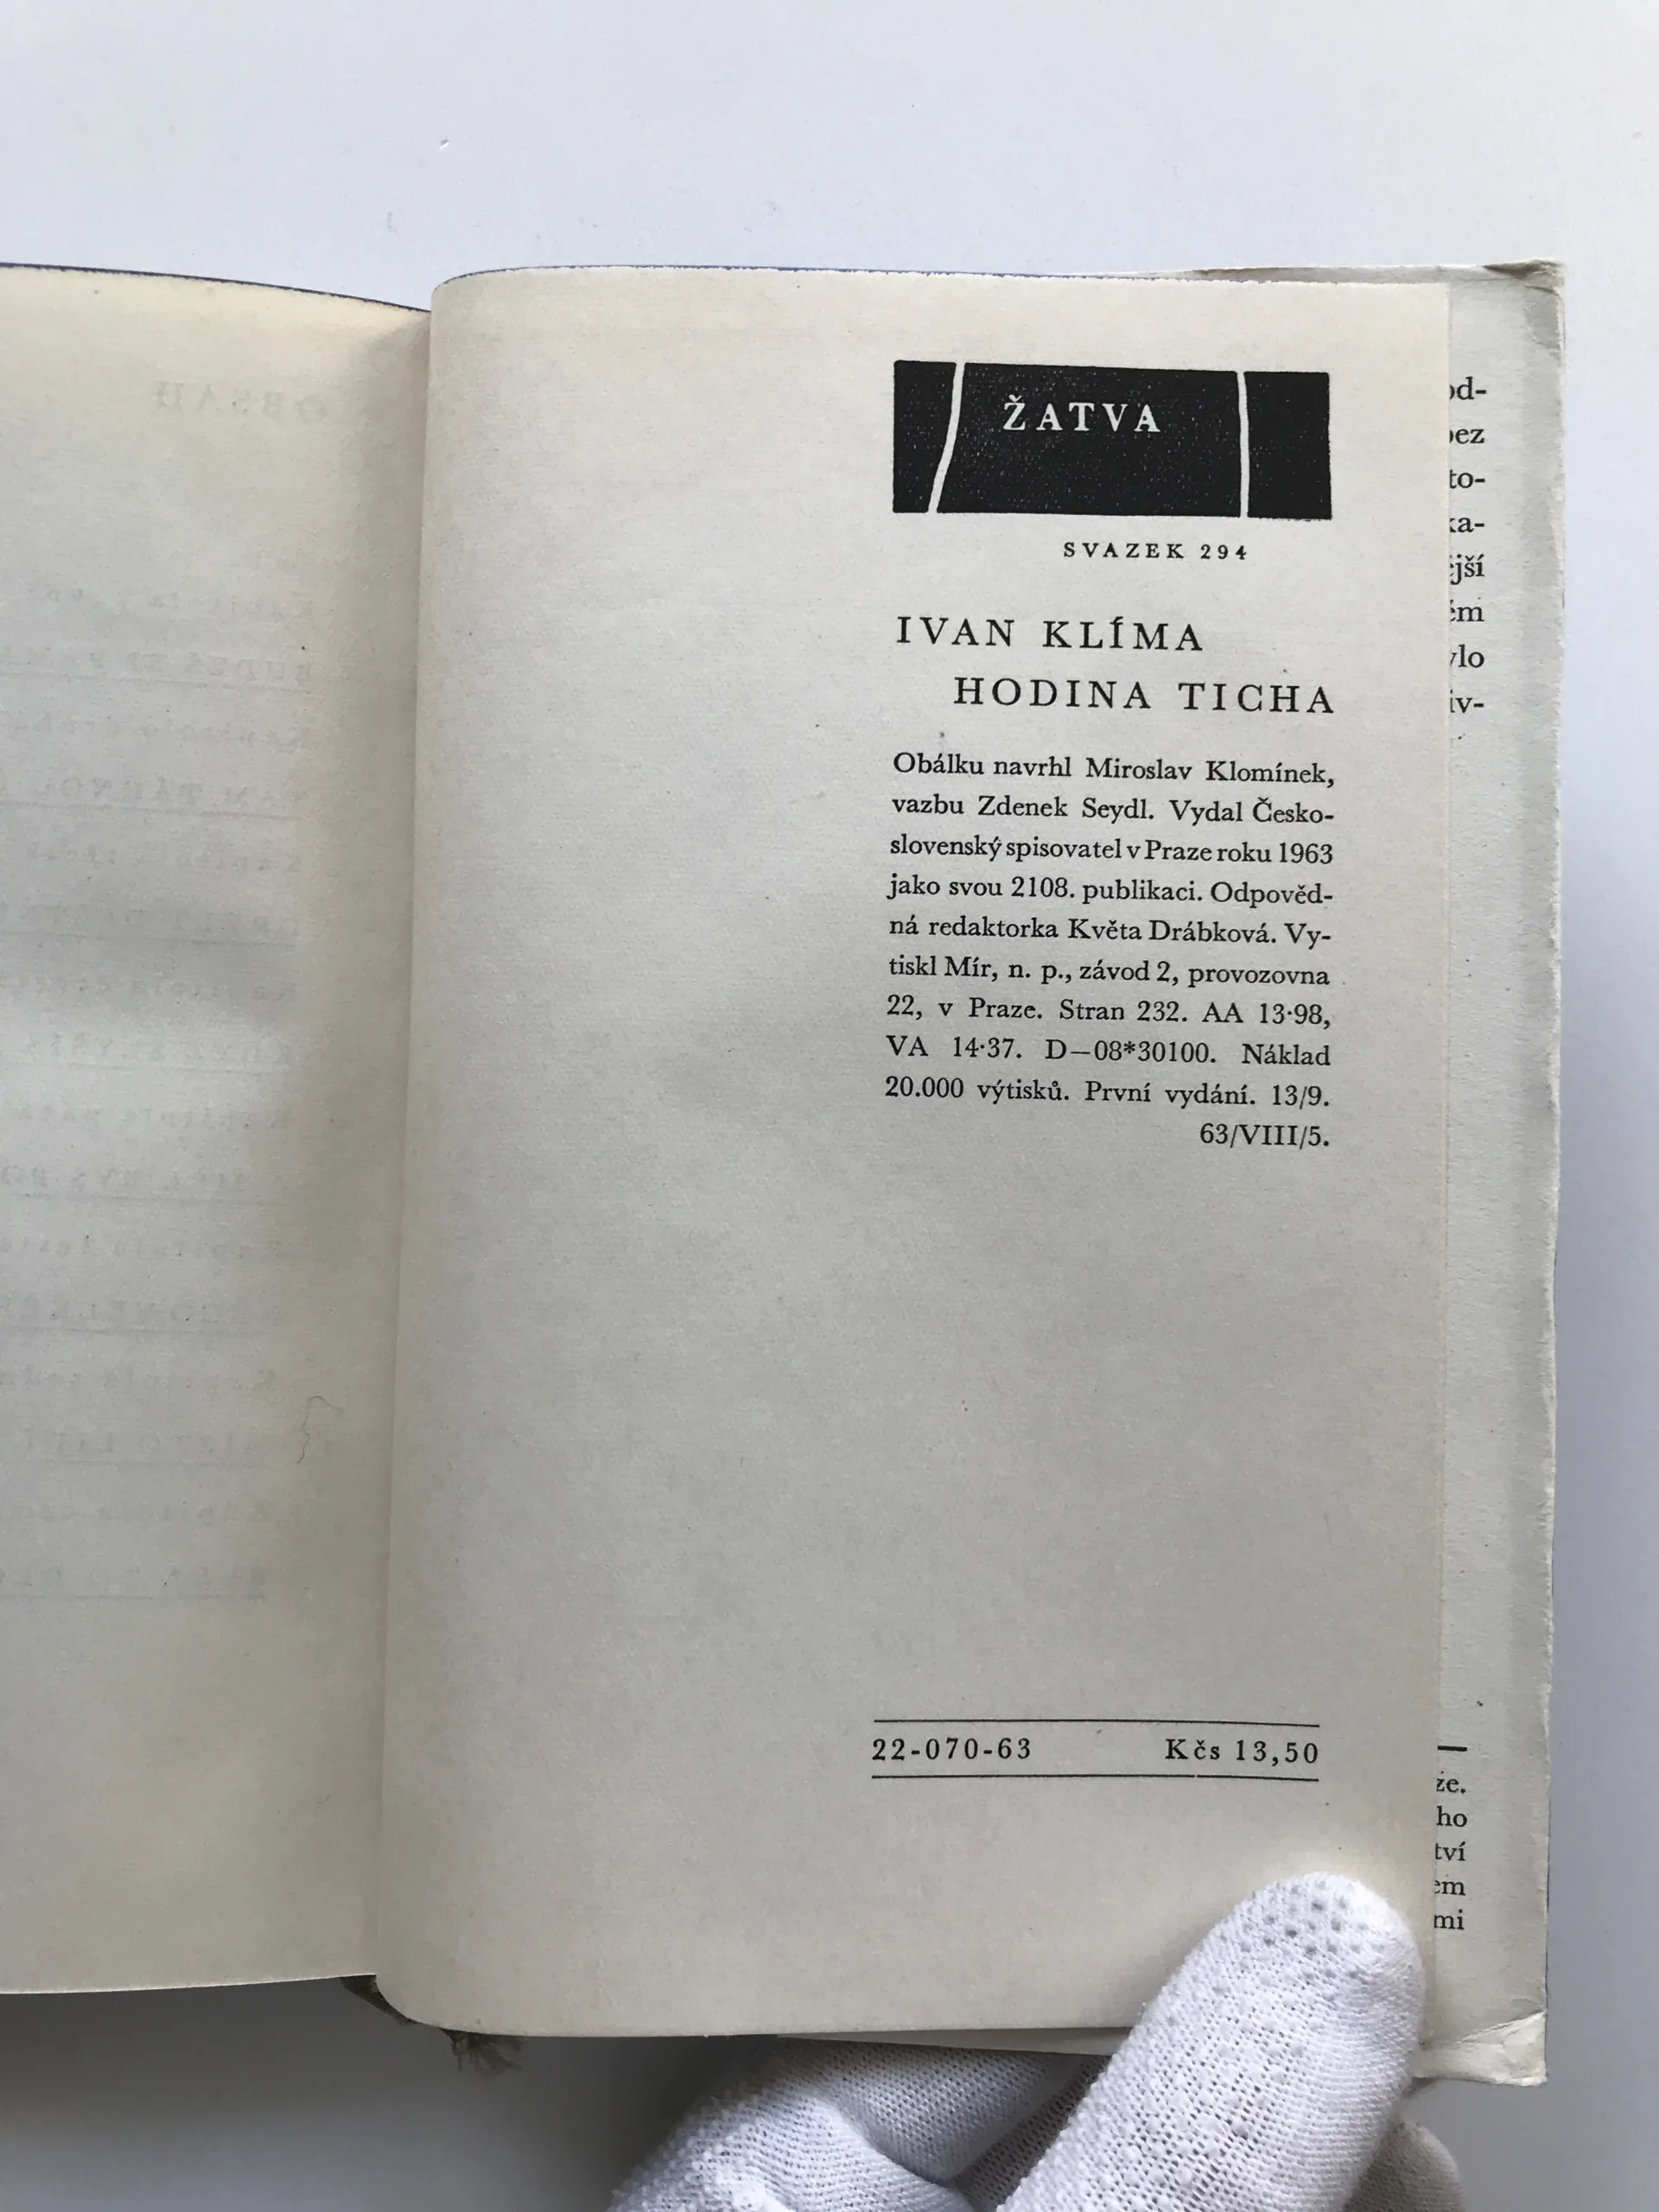 ŽATVA
SVAZEK 294
IVAN KLÍMA
HODINA TICHA
Obálku navrhl Miroslav Klomínek,
vazbu Zdenek Seydl. Vydal Česko-
slovenský spisovatel v Praze roku 1963
jako svou 2108. publikaci. Odpověd-
ná redaktorka Květa Drábková. Vy-
tiskl Mír, n. p., závod 2, provozovna
22, v Praze. Stran 232. AA 13·98,
VA 14·37. D—08*30100. Náklad
20.000 výtisků. První vydání. 13/9.
63/VIII/5.
22-070-63 Kčs 13,50